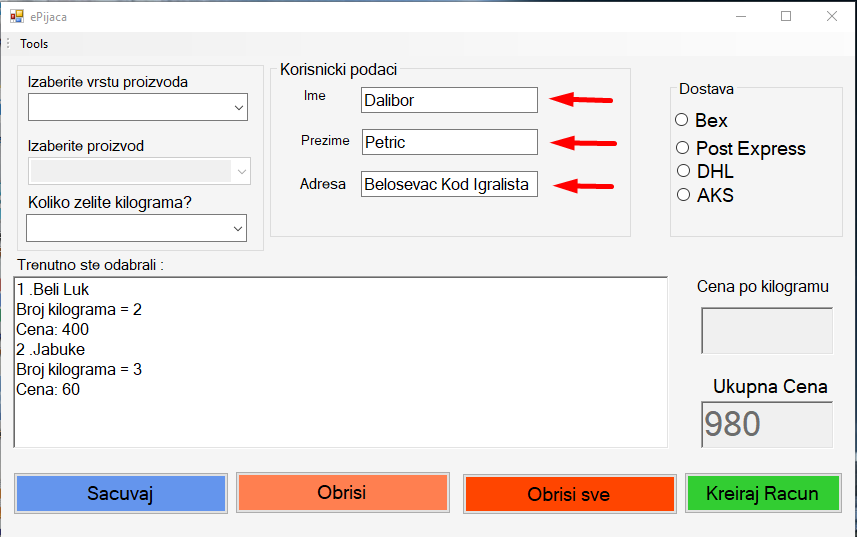 ePijaca
Tools
Izaberite vrstu proizvoda
Izaberite proizvod
Koliko zelite kilograma?
Korisnicki podaci
Ime
Dalibor
Prezime
Petric
Adresa
Belosevac Kod Igralista
Dostava
Bex
Post Express
DHL
AKS
Trenutno ste odabrali :
1 .Beli Luk
Broj kilograma = 2
Cena: 400
2 .Jabuke
Broj kilograma = 3
Cena: 60
Cena po kilogramu
Ukupna Cena
980
Sacuvaj
Obrisi
Obrisi sve
Kreiraj Racun